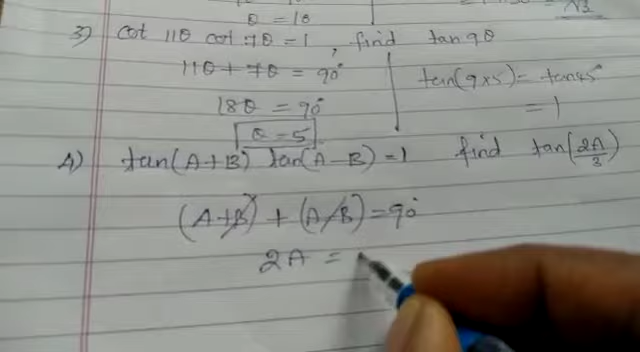 θ = 10
3) cot 11θ cot 7θ = 1, find tan 9θ
11θ + 7θ = 90°
tan(9×5) = tan45°
18θ = 90°
= 1
θ = 5
4) tan(A+B) tan(A-B) = 1 find tan(2A/3)
(A+B) + (A-B) = 90°
2A =